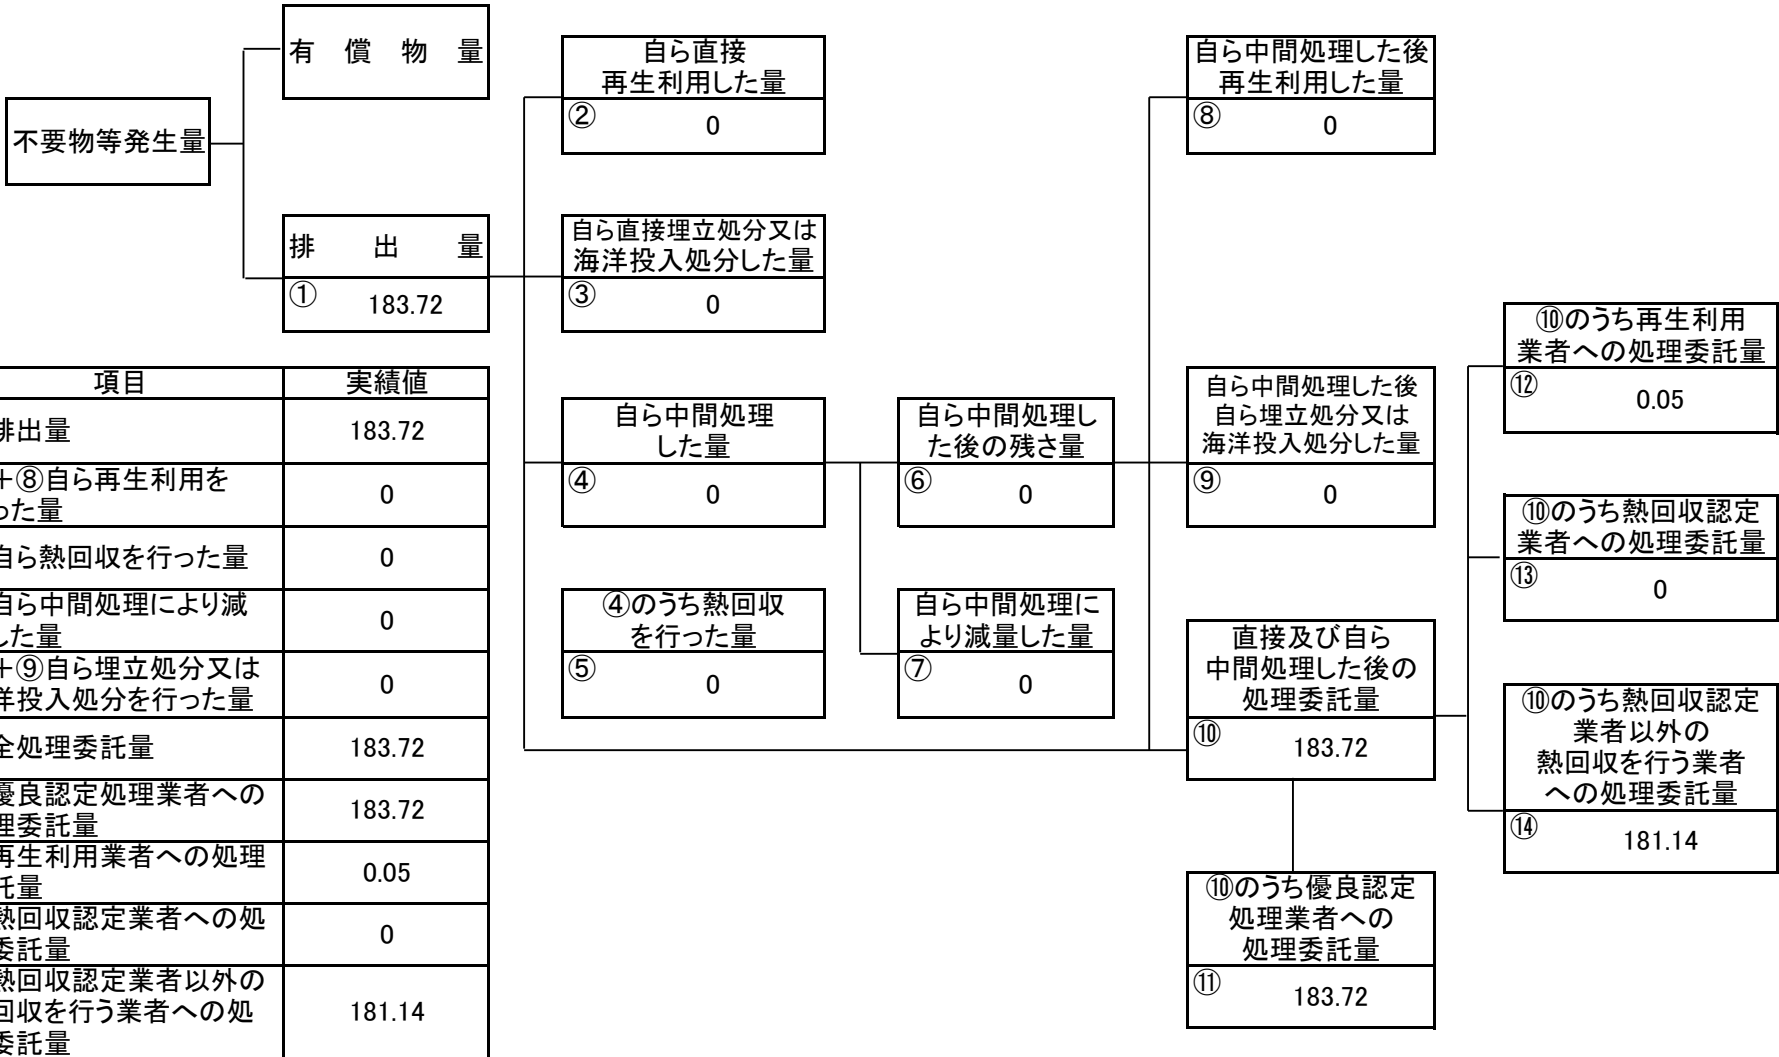 有償物量
不要物等発生量
排出量
① 183.72
自ら直接
再生利用した量
② 0
自ら直接埋立処分又は
海洋投入処分した量
③ 0
自ら中間処理
した量
④ 0
④のうち熱回収
を行った量
⑤ 0
自ら中間処理し
た後の残さ量
⑥ 0
自ら中間処理に
より減量した量
⑦ 0
自ら中間処理した後
再生利用した量
⑧ 0
自ら中間処理した後
自ら埋立処分又は
海洋投入処分した量
⑨ 0
直接及び自ら
中間処理した後の
処理委託量
⑩ 183.72
⑩のうち優良認定
処理業者への
処理委託量
⑪ 183.72
⑩のうち再生利用
業者への処理委託量
⑫ 0.05
⑩のうち熱回収認定
業者への処理委託量
⑬ 0
⑩のうち熱回収認定
業者以外の
熱回収を行う業者
への処理委託量
⑭ 181.14
項目 実績値
排出量 183.72
+⑧自ら再生利用を
った量 0
自ら熱回収を行った量 0
自ら中間処理により減
した量 0
+⑨自ら埋立処分又は
洋投入処分を行った量 0
全処理委託量 183.72
優良認定処理業者への
理委託量 183.72
再生利用業者への処理
託量 0.05
熱回収認定業者への処
委託量 0
熱回収認定業者以外の
回収を行う業者への処
委託量 181.14